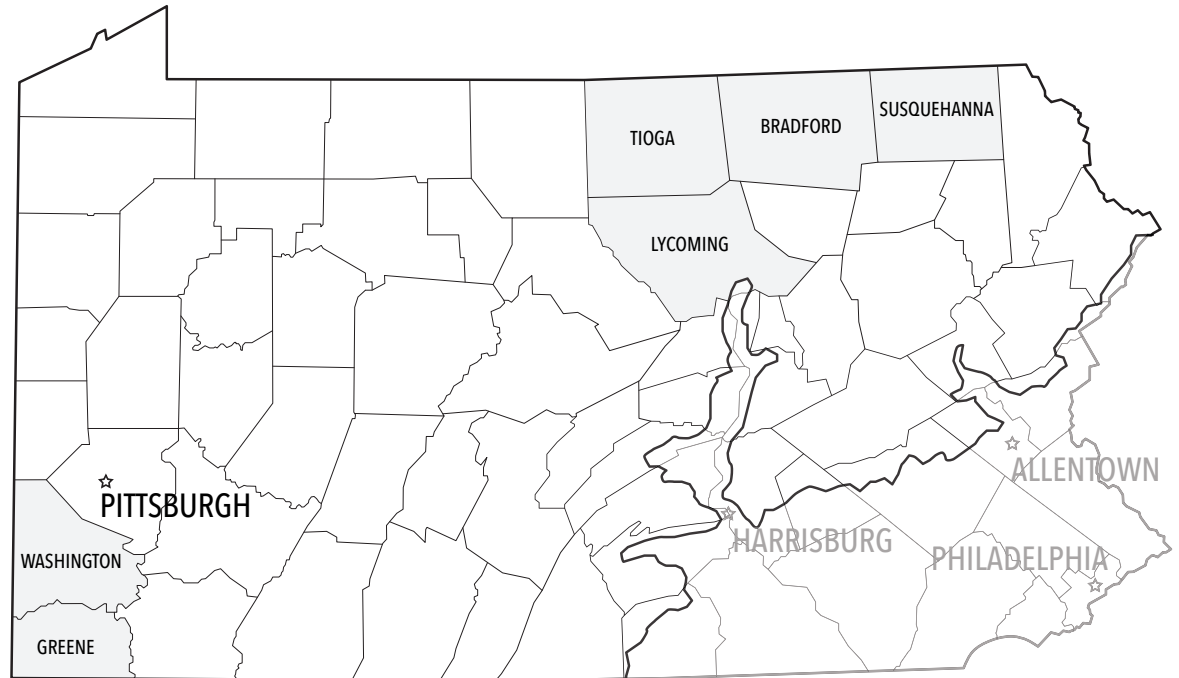 SUSQUEHANNA
BRADFORD
TIOGA
LYCOMING
ALLENTOWN
PITTSBURGH
HARRISBURG
PHILADELPHIA
WASHINGTON
GREENE